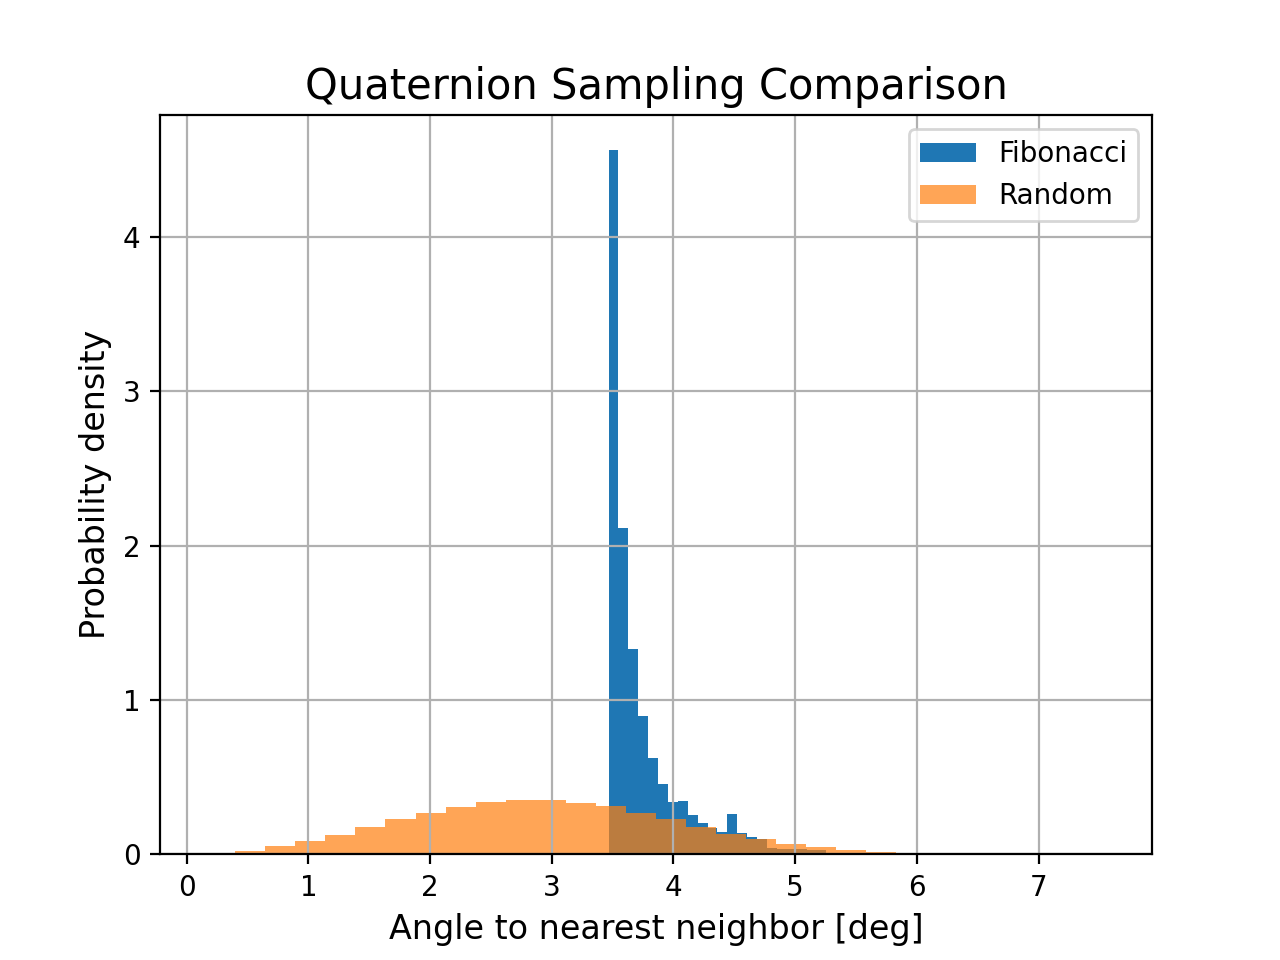 Quaternion Sampling Comparison
Fibonacci
Random
4
3
2
1
0
Probability density
0 1 2 3 4 5 6 7
Angle to nearest neighbor [deg]